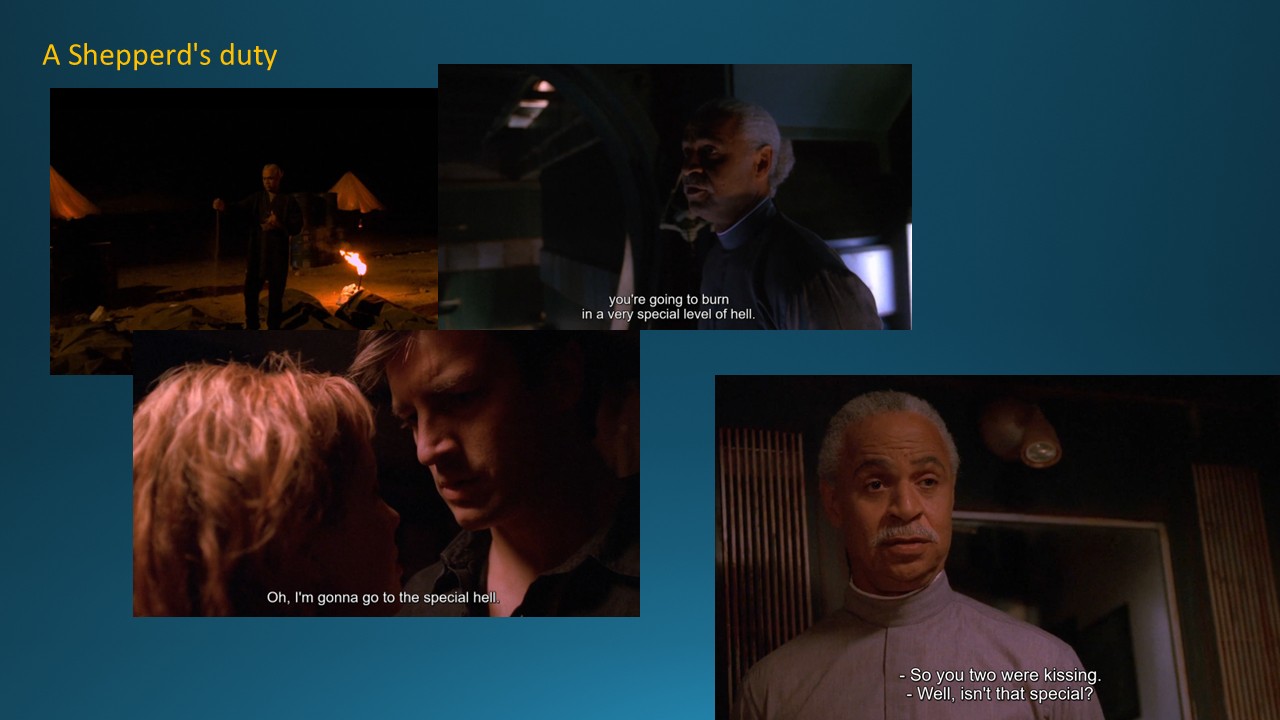 A Shepperd's duty
you're going to burn
in a very special level of hell.
Oh, I'm gonna go to the special hell.
- So you two were kissing.
- Well, isn't that special?